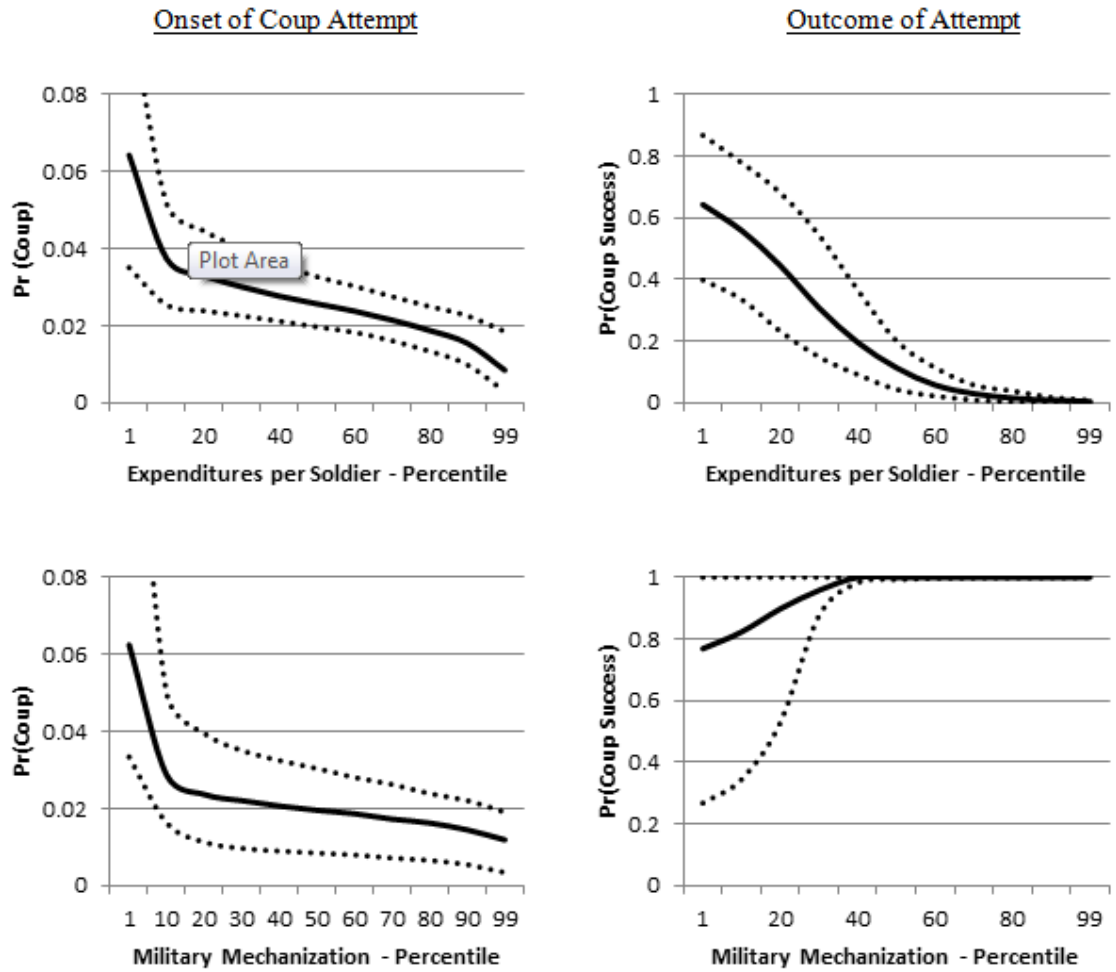 Onset of Coup Attempt
Outcome of Attempt
Pr (Coup)
0.08
0.06
0.04
0.02
0
Plot Area
1 20 40 60 80 99
Expenditures per Soldier - Percentile
Pr(Coup Success)
1
0.8
0.6
0.4
0.2
0
1 20 40 60 80 99
Expenditures per Soldier - Percentile
Pr(Coup)
0.08
0.06
0.04
0.02
0
1 10 20 30 40 50 60 70 80 90 99
Military Mechanization - Percentile
Pr(Coup Success)
1
0.8
0.6
0.4
0.2
0
1 20 40 60 80 99
Military Mechanization - Percentile